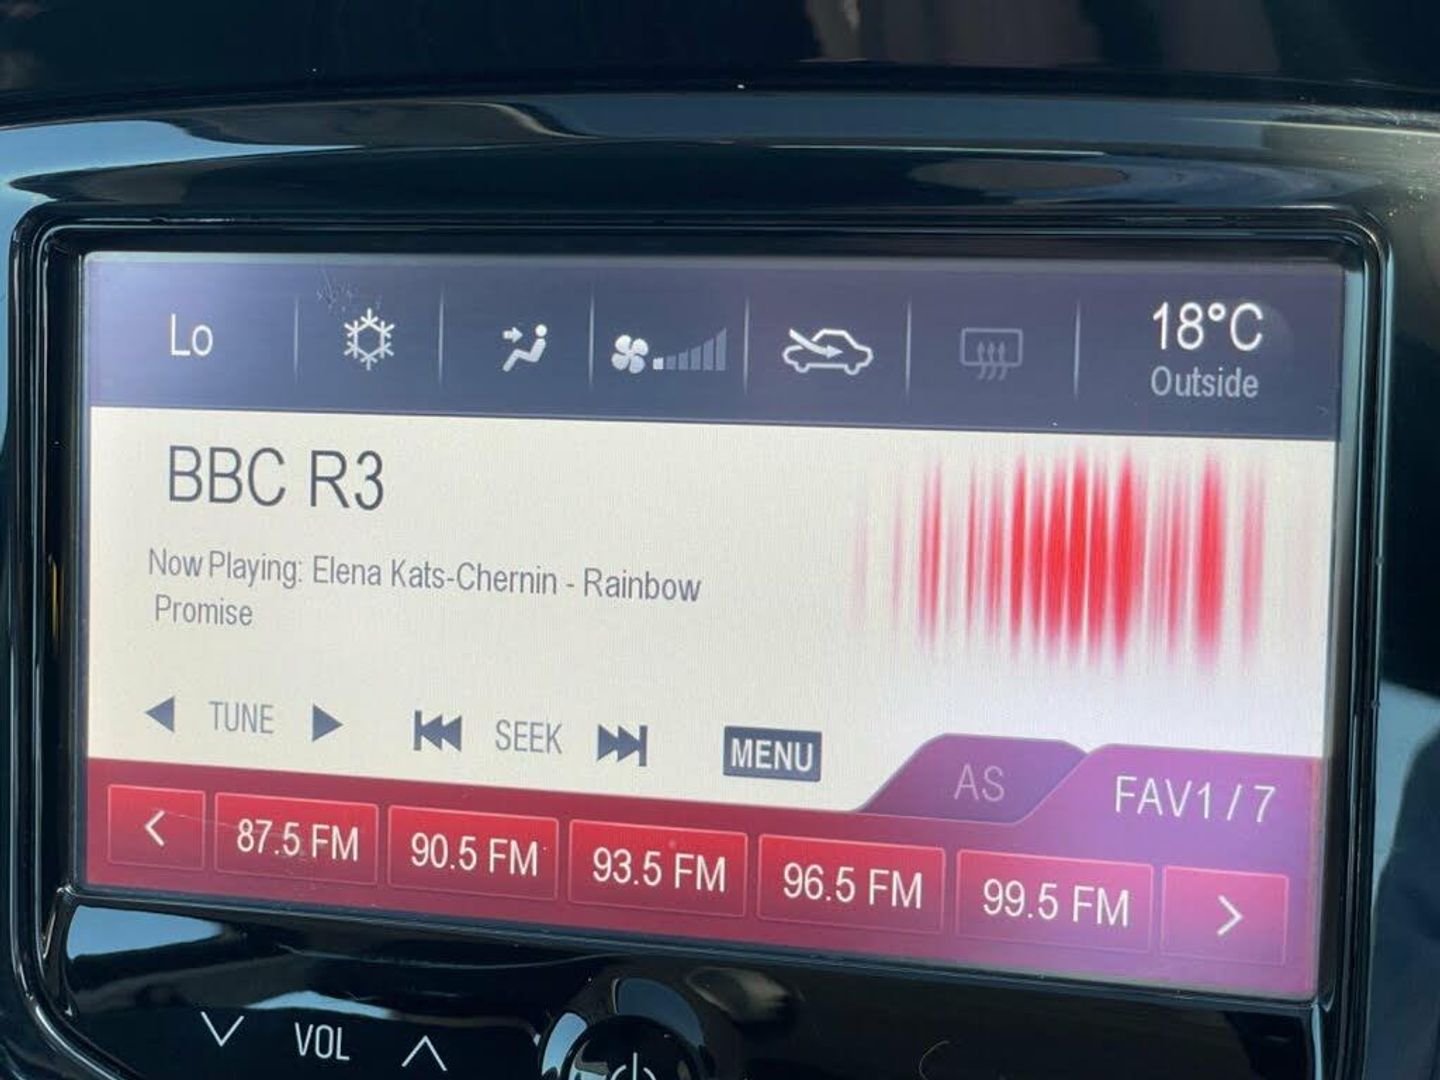 Lo
18°C
Outside
BBC R3
Now Playing: Elena Kats-Chernin - Rainbow
Promise
TUNE
SEEK
MENU
AS
FAV1 / 7
87.5 FM
90.5 FM
93.5 FM
96.5 FM
99.5 FM
VOL